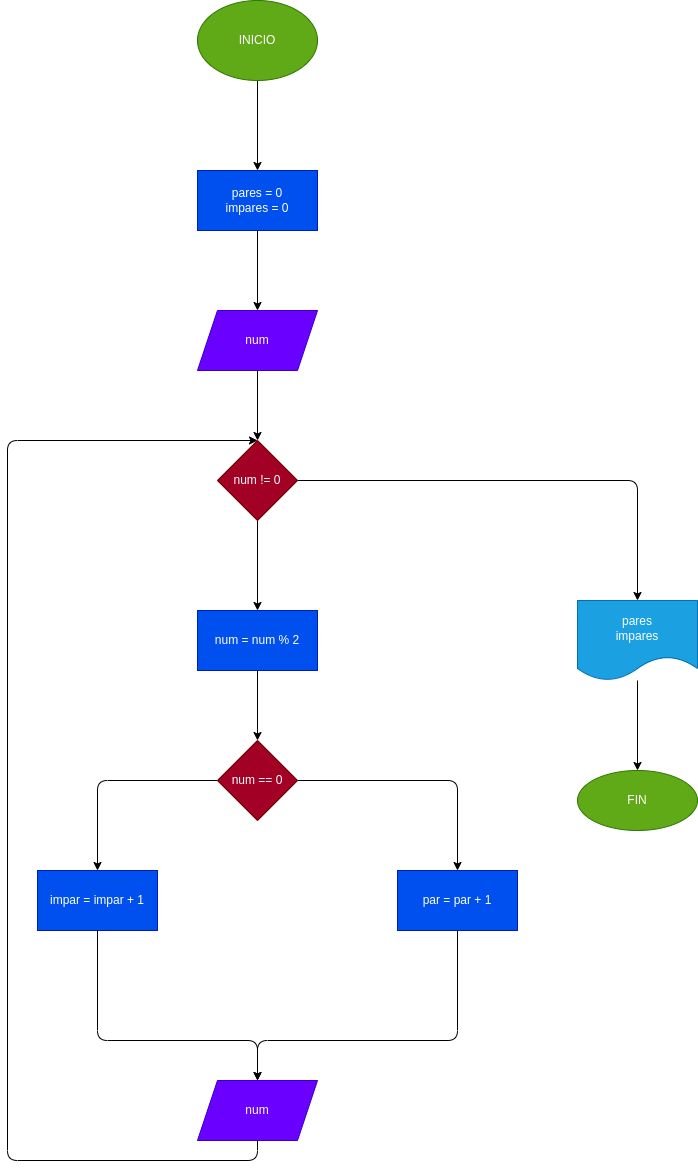 INICIO
pares = 0
impares = 0
num
num != 0
num = num % 2
pares
impares
num == 0
FIN
impar = impar + 1
par = par + 1
num